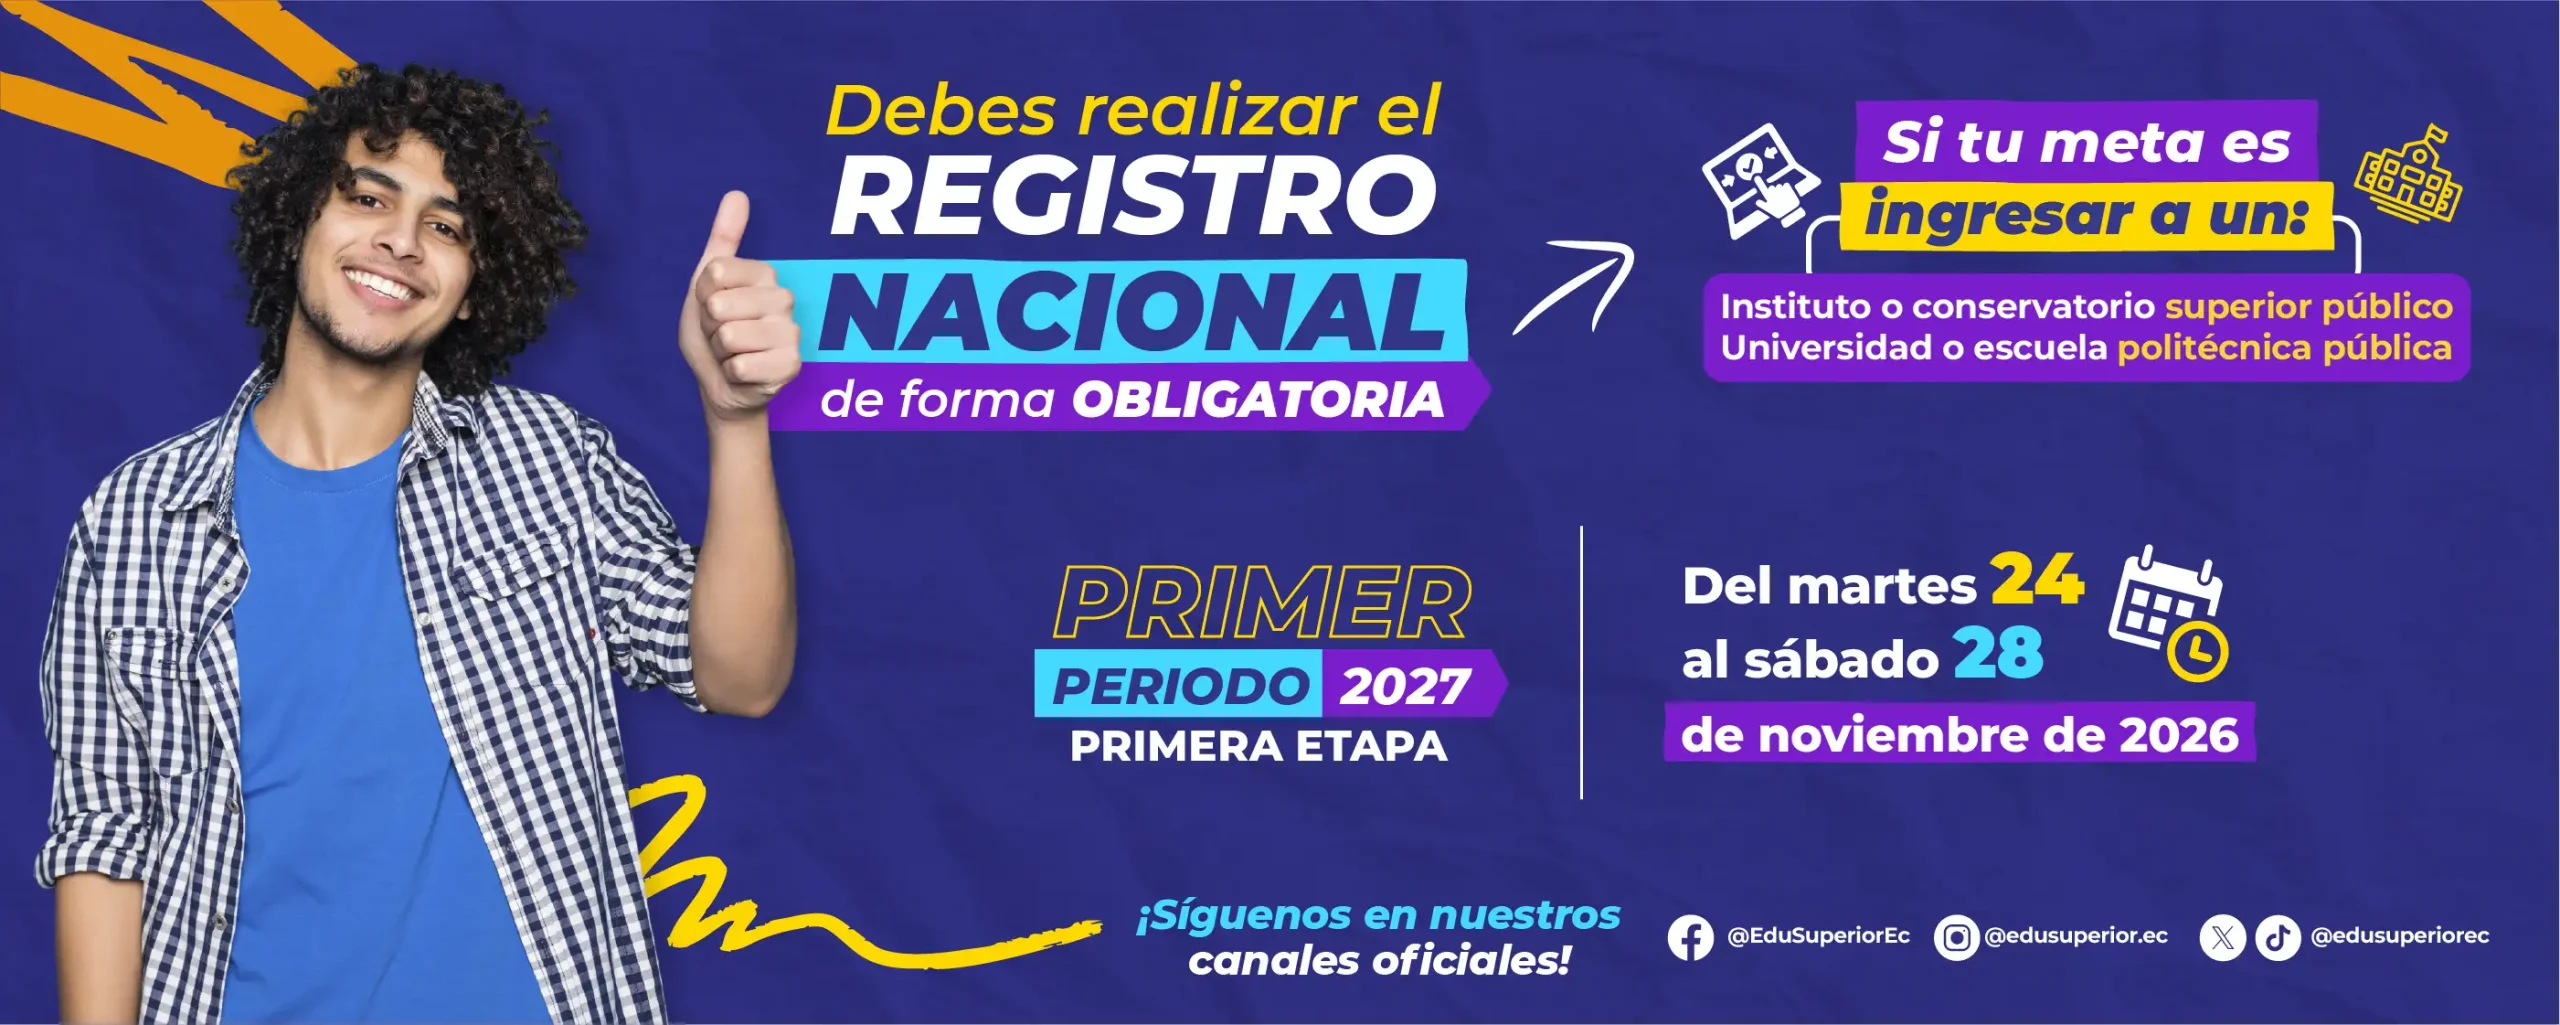 Debes realizar el
REGISTRO
NACIONAL
de forma OBLIGATORIA
Si tu meta es
ingresar a un:
Instituto o conservatorio superior público
Universidad o escuela politécnica pública
PRIMER
PERIODO 2027
PRIMERA ETAPA
Del martes 24
al sábado 28
de noviembre de 2026
¡Síguenos en nuestros
canales oficiales!
@EduSuperiorEc @edusuperior.ec @edusuperiorec